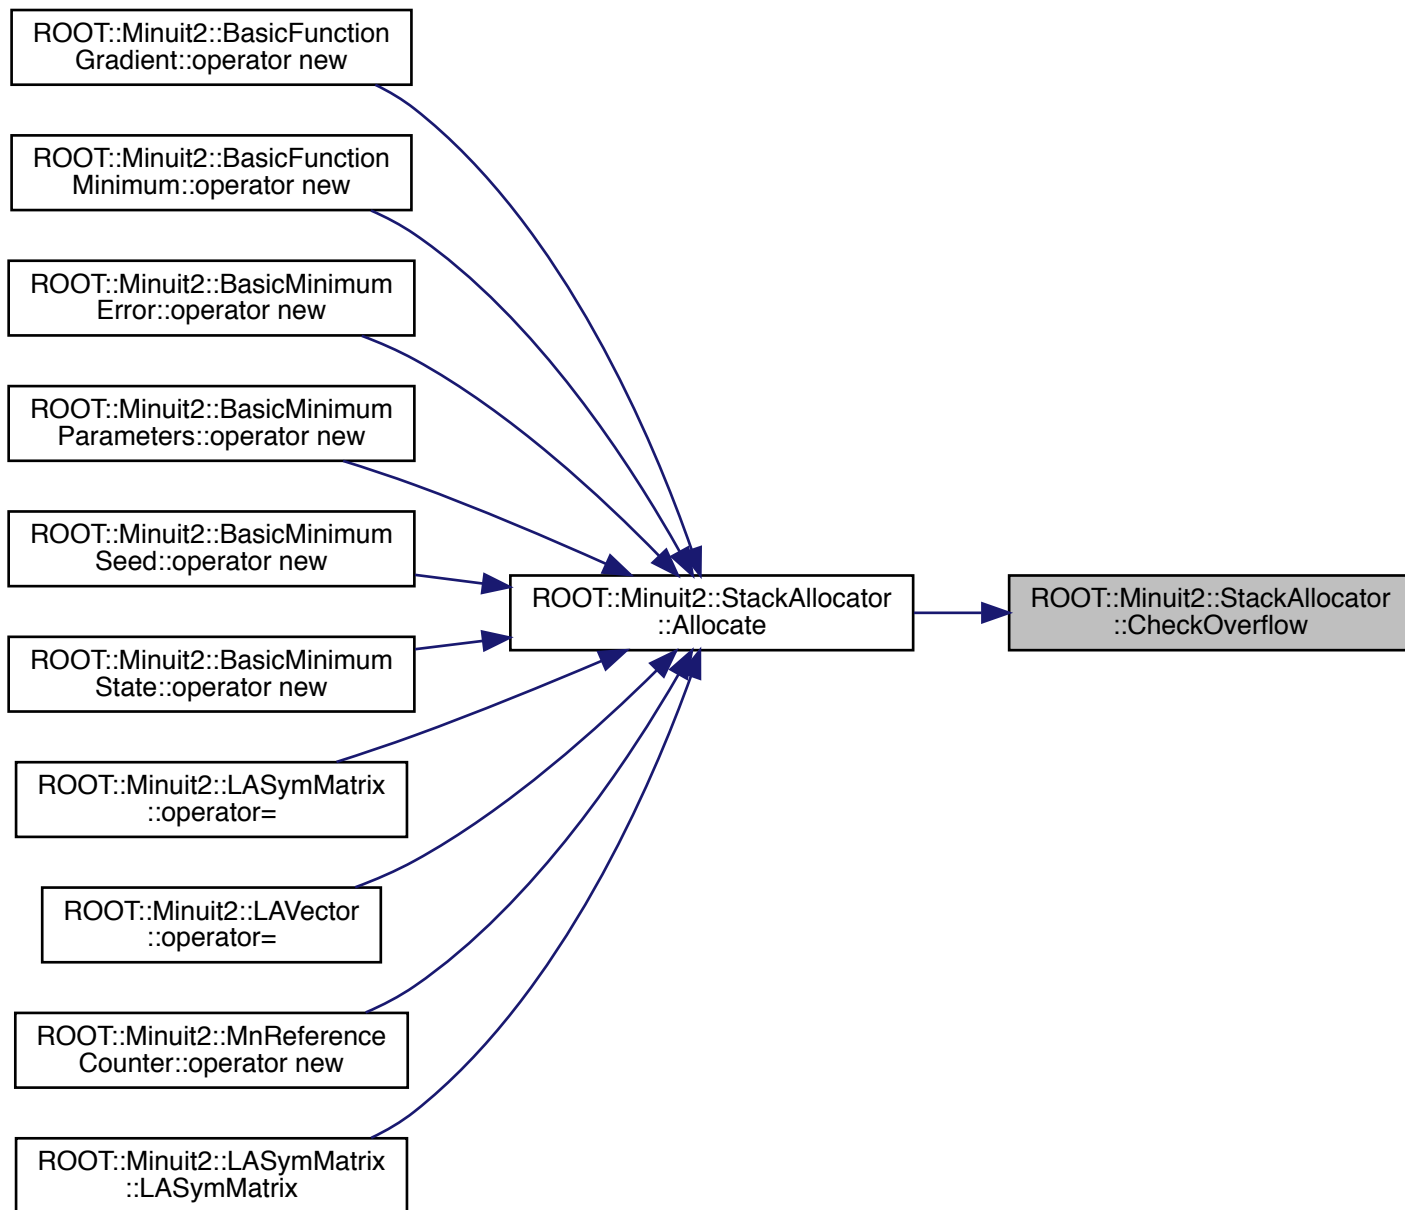 ROOT::Minuit2::BasicFunction
Gradient::operator new
ROOT::Minuit2::BasicFunction
Minimum::operator new
ROOT::Minuit2::BasicMinimum
Error::operator new
ROOT::Minuit2::BasicMinimum
Parameters::operator new
ROOT::Minuit2::BasicMinimum
Seed::operator new
ROOT::Minuit2::BasicMinimum
State::operator new
ROOT::Minuit2::LASymMatrix
::operator=
ROOT::Minuit2::LAVector
::operator=
ROOT::Minuit2::MnReference
Counter::operator new
ROOT::Minuit2::LASymMatrix
::LASymMatrix
ROOT::Minuit2::StackAllocator
::Allocate
ROOT::Minuit2::StackAllocator
::CheckOverflow